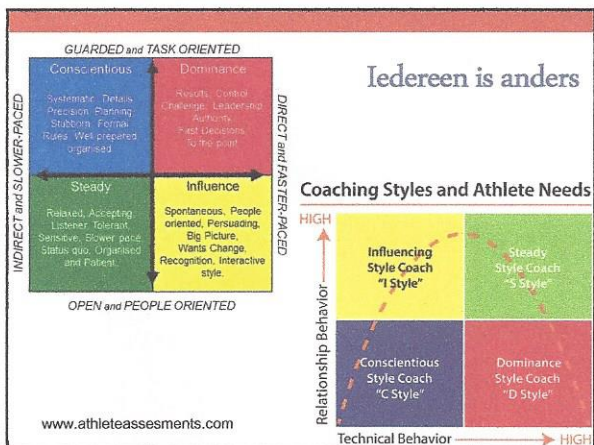 GUARDED and TASK ORIENTED
INDIRECT and SLOWER-PACED
Conscientious
Systematic, Details,
Precision, Planning,
Stubborn, Formal
Rules, Well prepared,
organised
Dominance
Results, Control
Challenge, Leadership
Authority,
Fast Decisions,
To the point
DIRECT and FASTER-PACED
Steady
Relaxed, Accepting
Listener, Tolerant,
Sensitive, Slower pace
Status quo, Organised
and Patient.
Influence
Spontaneous, People
oriented, Persuading,
Big Picture,
Wants Change,
Recognition, Interactive
style.
OPEN and PEOPLE ORIENTED
www.athleteassesments.com
Iedereen is anders
Coaching Styles and Athlete Needs
HIGH
Relationship Behavior
Influencing
Style Coach
"I Style"
Steady
Style Coach
"S Style"
Conscientious
Style Coach
"C Style"
Dominance
Style Coach
"D Style"
Technical Behavior
HIGH